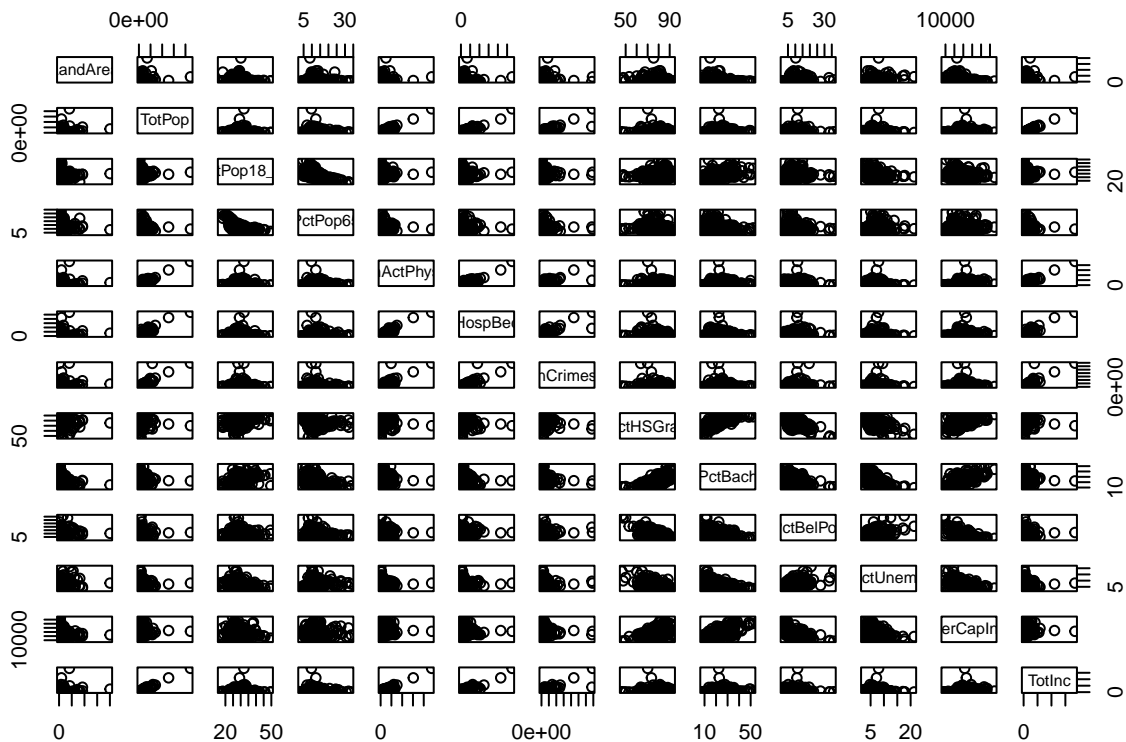 0e+00 5 30 0 50 90 5 30 10000
andAre 0
0e+00 TotPop
tPop18_ 20
5 PctPop6
nActPhys 0
0 HospBed
nCrimes 0e+00
50 ctHSGra
PctBach 10
5 ctBelPo
ctUnem 5
10000 erCapIn
TotInc 0
0 20 50 0 0e+00 10 50 5 20 0